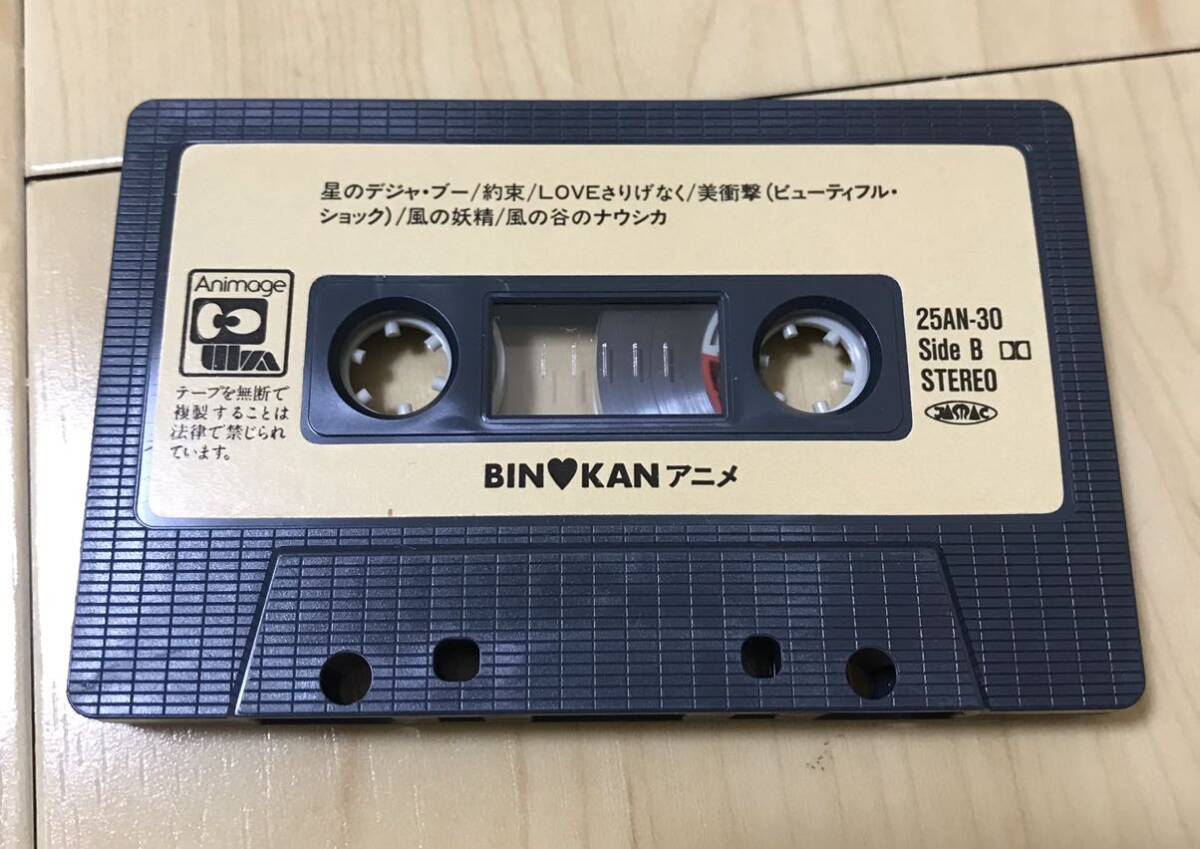 星のデジャ・ブー/約束/LOVEさりげなく/美衝撃(ビューティフル・
ショック)/風の妖精/風の谷のナウシカ
Animage
テープを無断で
複製することは
法律で禁じられ
ています。
25AN-30
Side B
STEREO
JASRAC
BIN♥KANアニメ